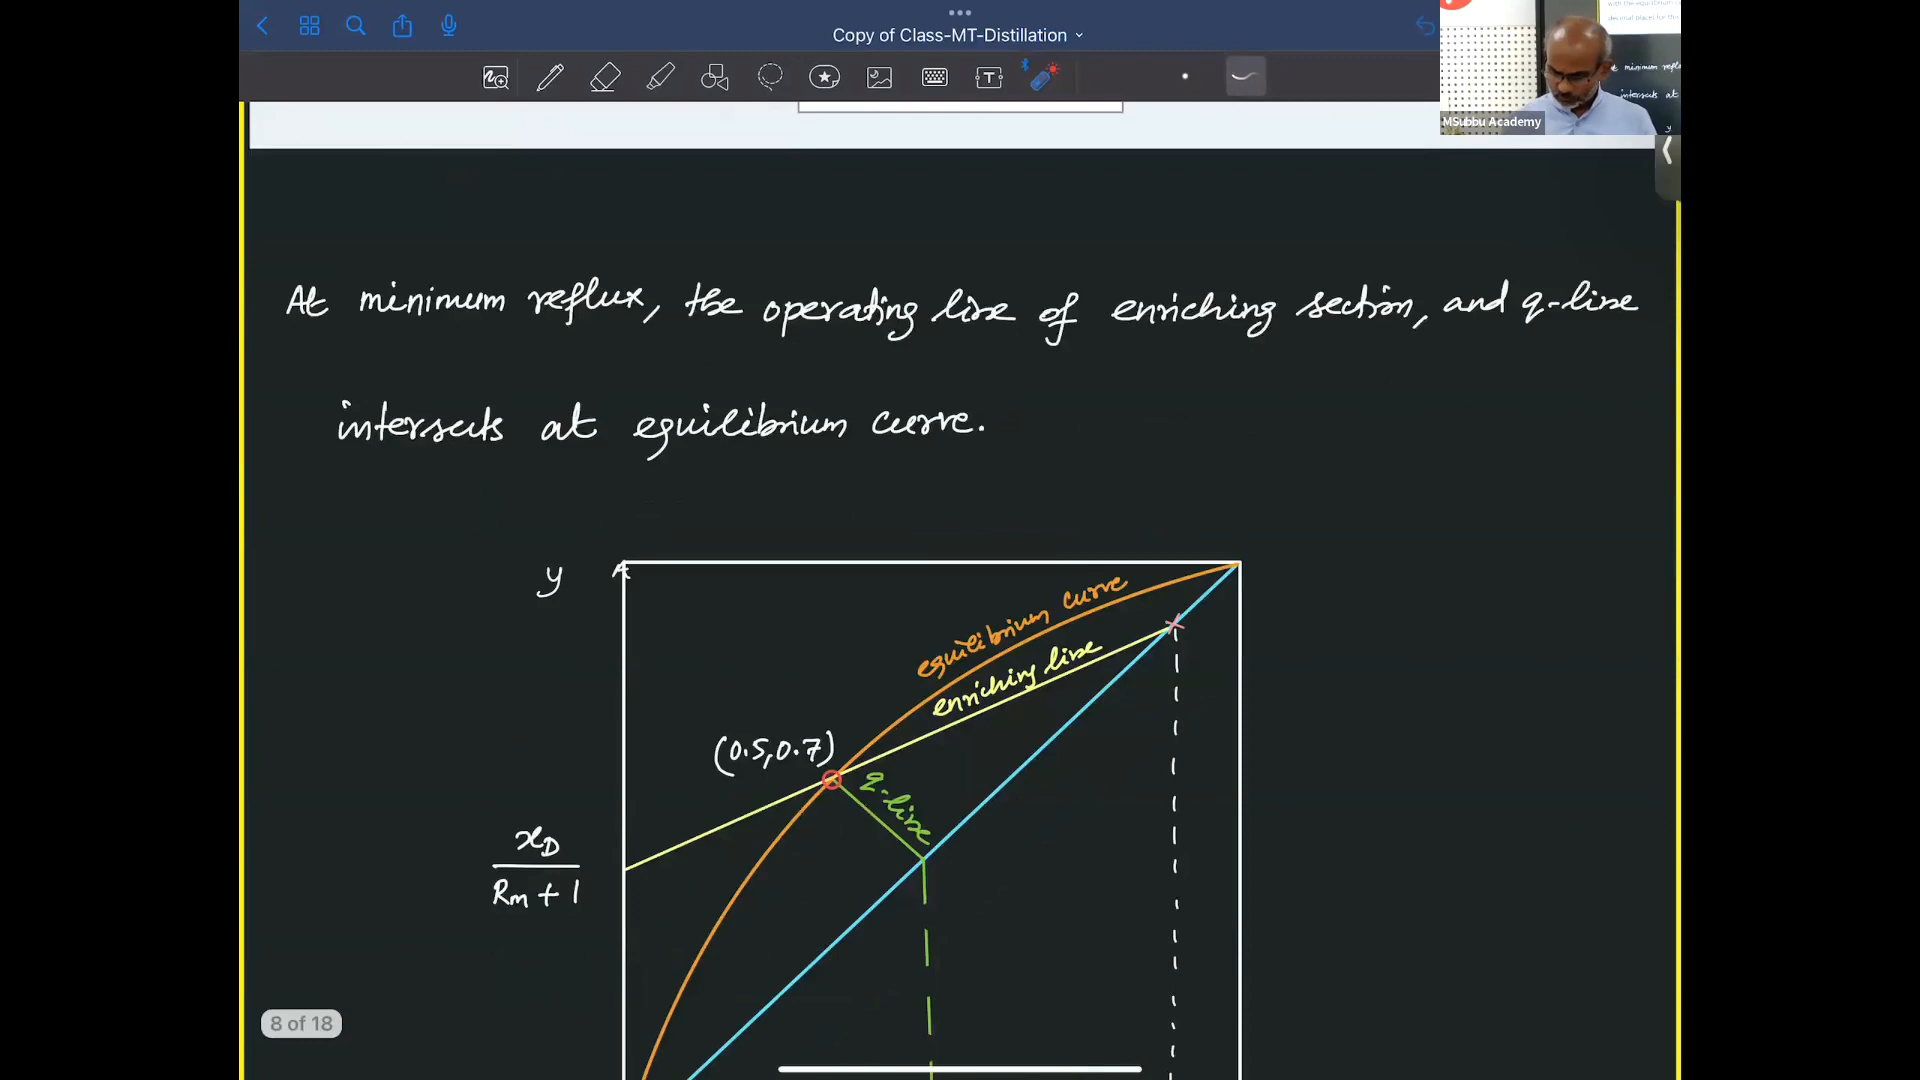 Copy of Class-MT-Distillation
MSubbu Academy
At minimum reflux, the operating line of enriching section, and q-line
intersects at equilibrium curve.
y
equilibrium curve
enriching line
(0.5, 0.7)
q-line
xD
Rm + 1
8 of 18